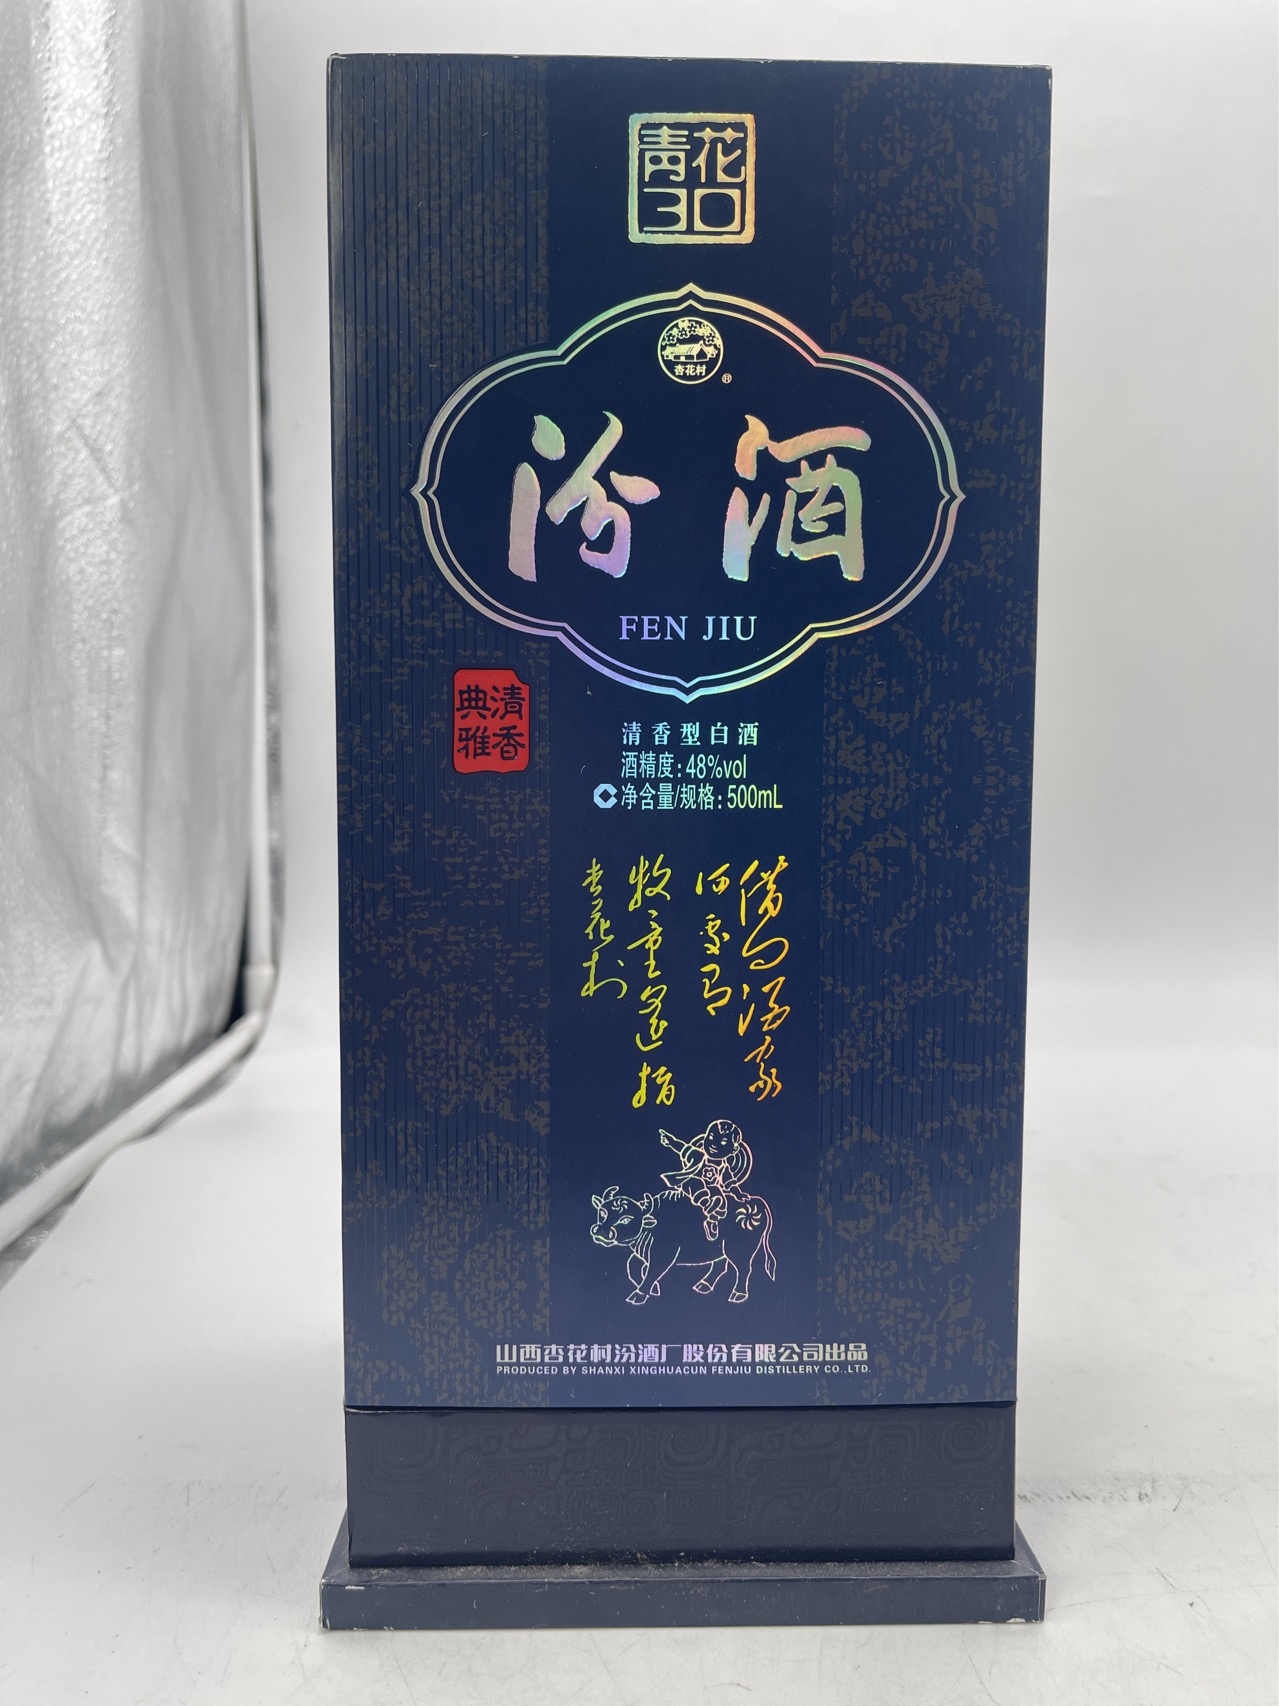 青花
30
杏花村
®
汾酒
FEN JIU
清香
典雅
清香型白酒
酒精度:48%vol
净含量/规格:500mL
借问酒家
何处有
牧童遥指
杏花村
山西杏花村汾酒厂股份有限公司出品
PRODUCED BY SHANXI XINGHUACUN FENJIU DISTILLERY CO.,LTD.